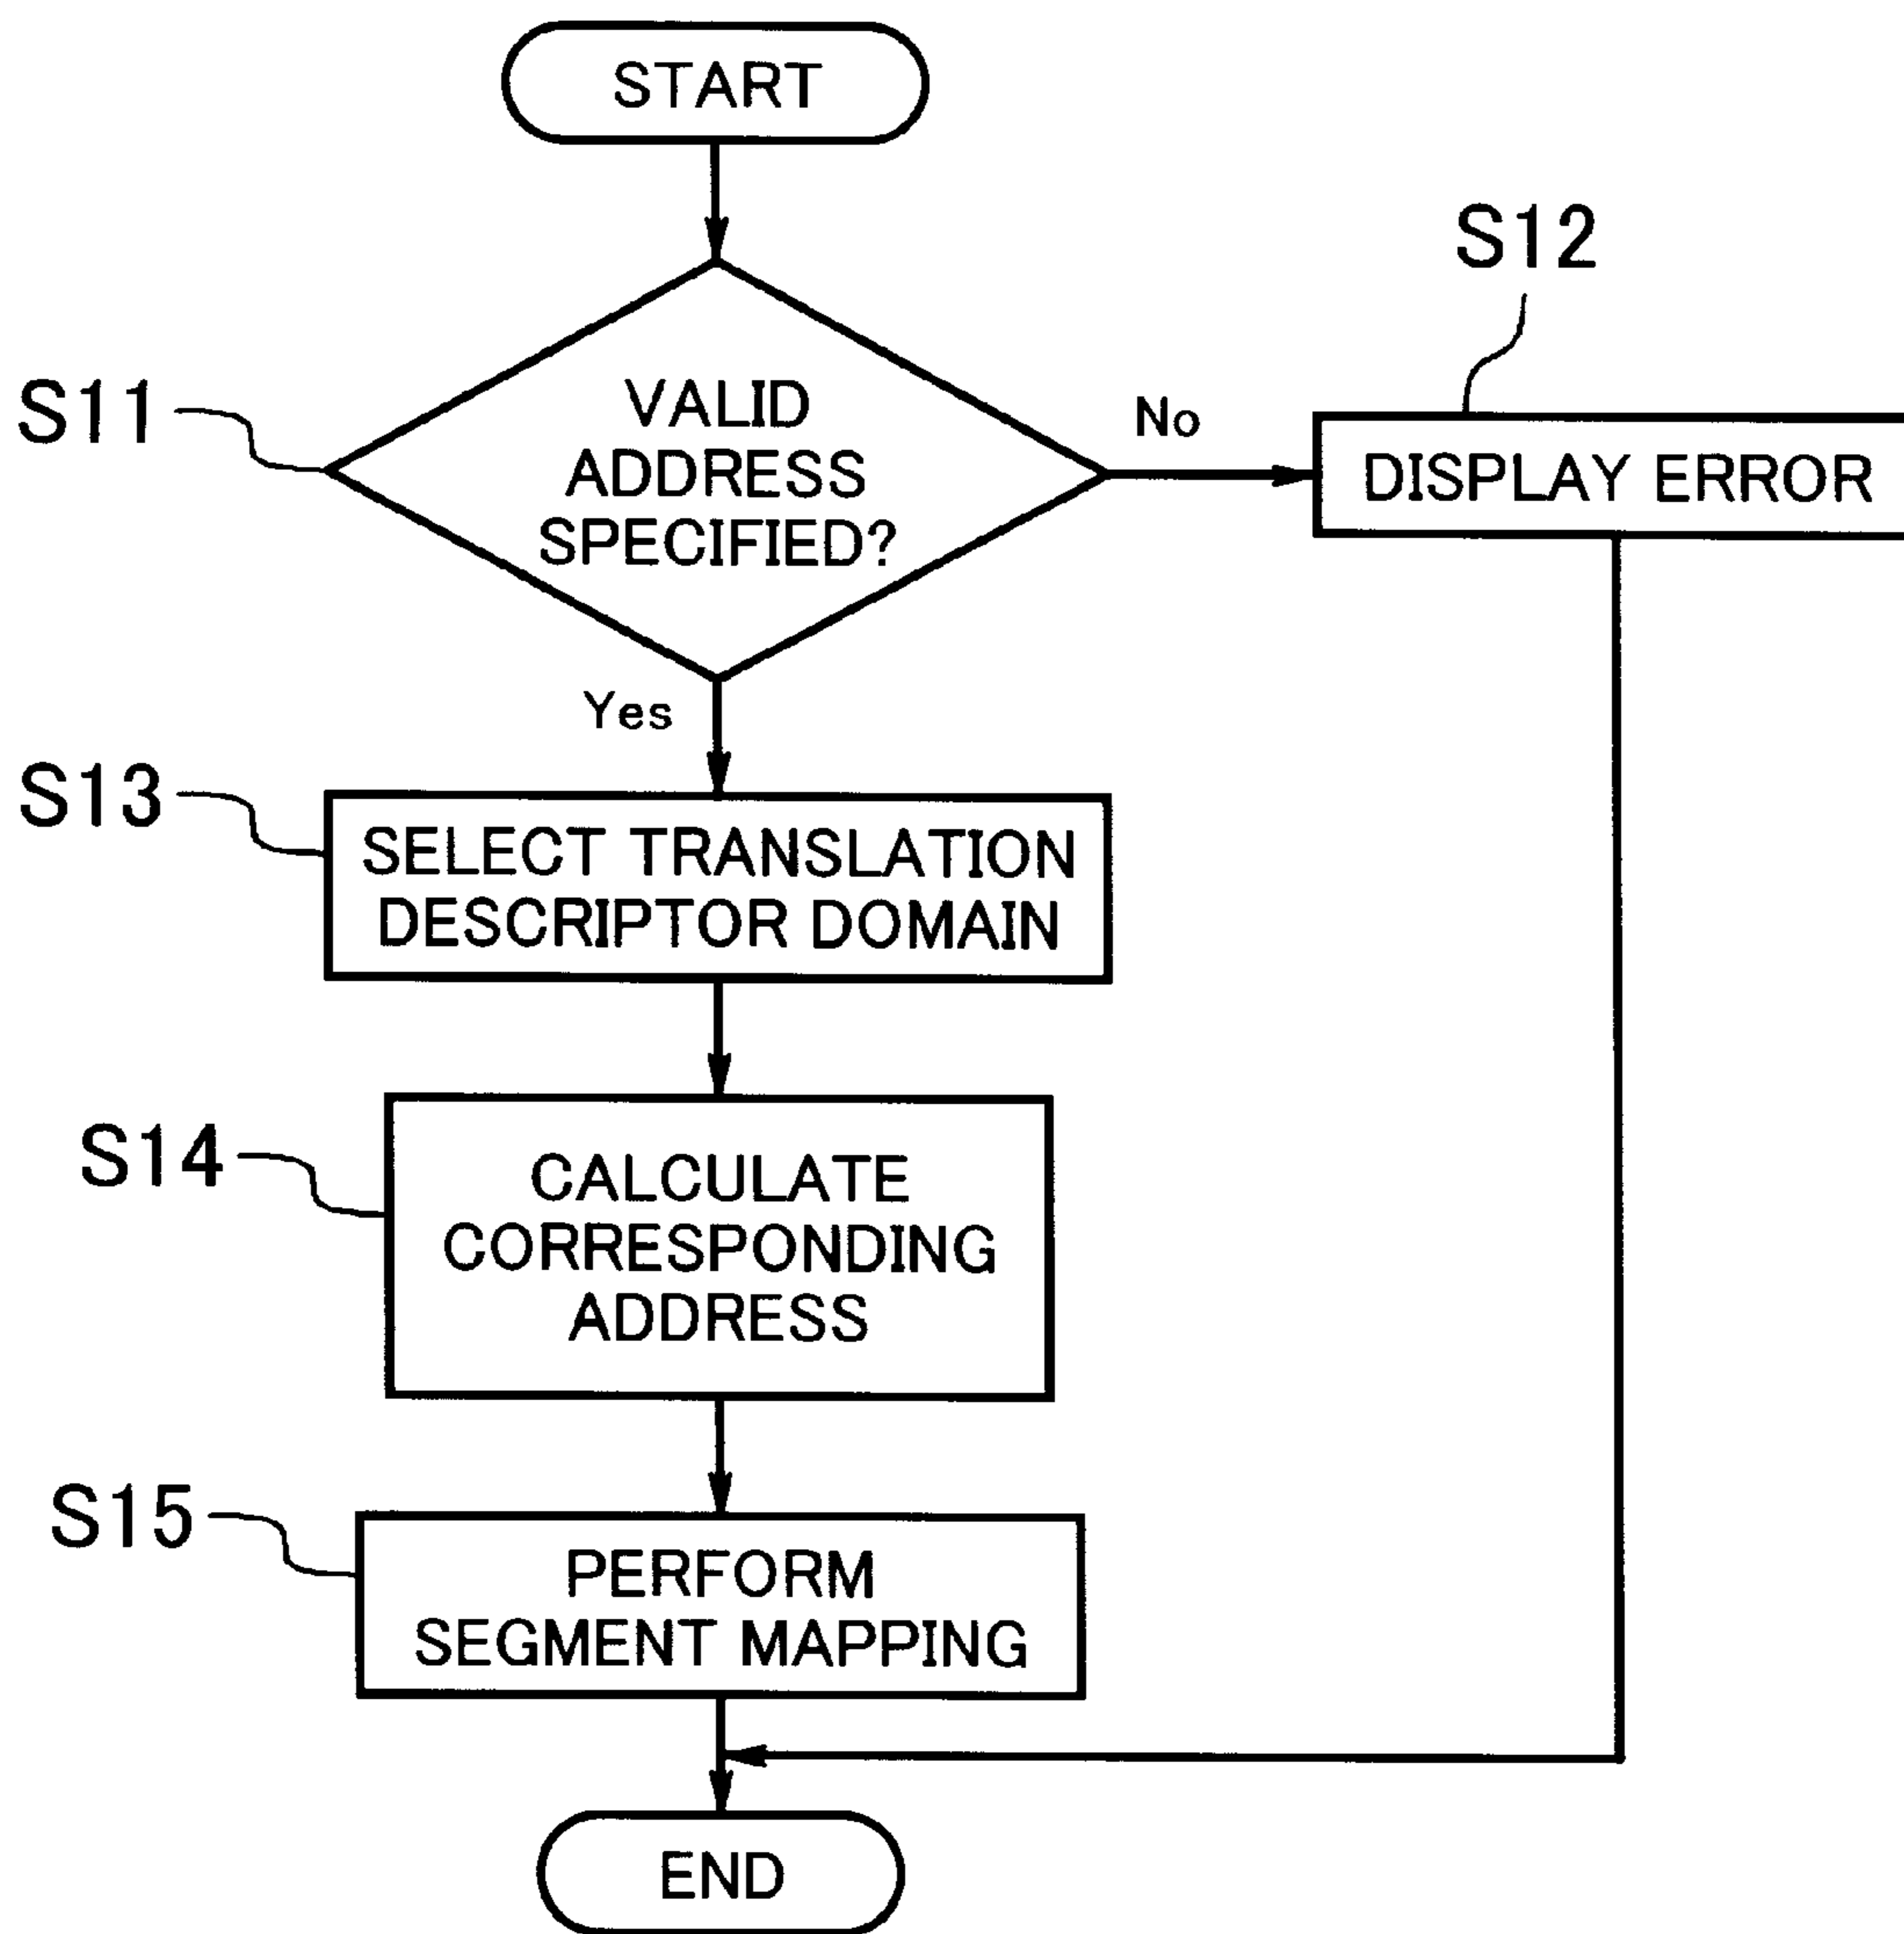 START
S12
S11
VALID
ADDRESS
SPECIFIED?
No
DISPLAY ERROR
Yes
S13
SELECT TRANSLATION
DESCRIPTOR DOMAIN
S14
CALCULATE
CORRESPONDING
ADDRESS
S15
PERFORM
SEGMENT MAPPING
END